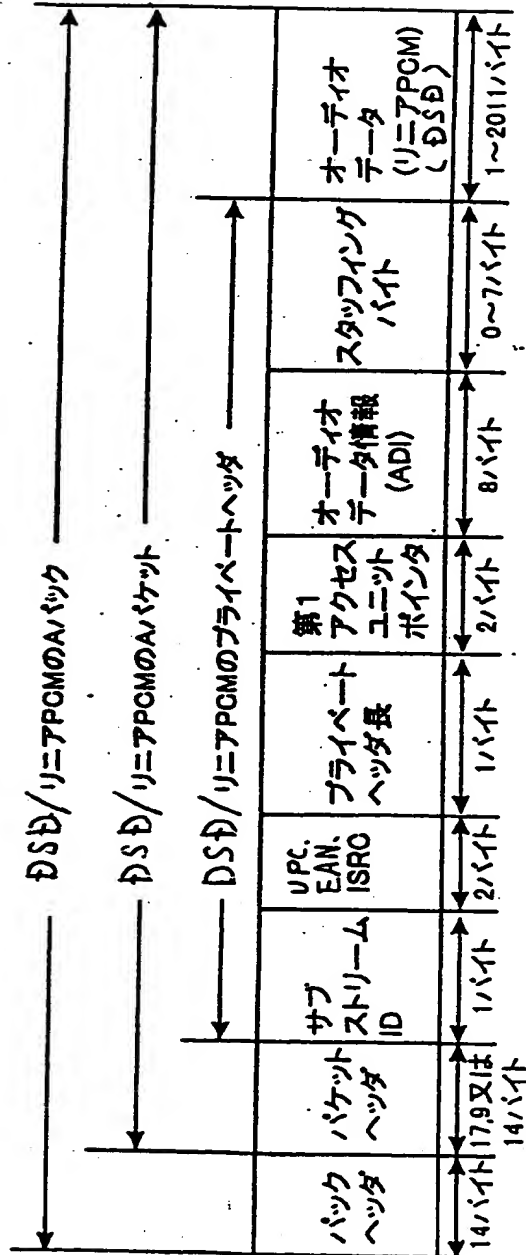 DSD/リニアPCMのAパック
DSD/リニアPCMのAパケット
DSD/リニアPCMのプライベートヘッダ
パック
ヘッダ
パケット
ヘッダ
サブ
ストリーム
ID
UPC.
EAN.
ISRC
プライベート
ヘッダ長
第1
アクセス
ユニット
ポインタ
オーディオ
データ情報
(ADI)
スタッフィング
バイト
オーディオ
データ
(リニアPCM)
(DSD)
14バイト
17,9又は
14バイト
1バイト
2バイト
1バイト
2バイト
8バイト
0~7バイト
1~2011バイト